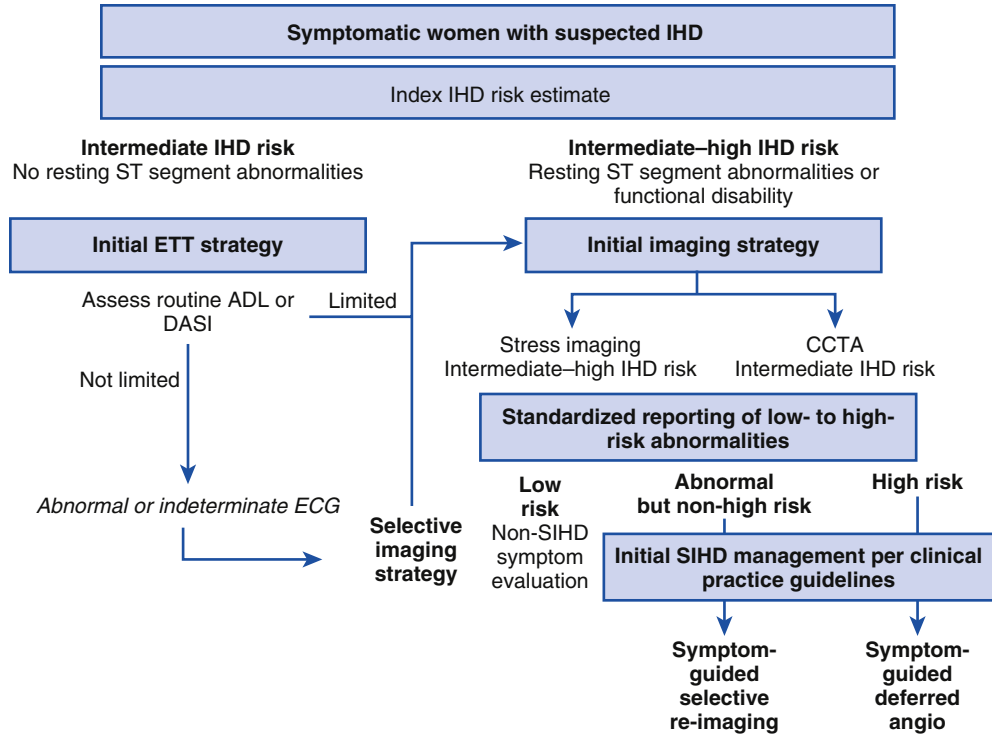 Symptomatic women with suspected IHD
Index IHD risk estimate
Intermediate IHD risk
No resting ST segment abnormalities
Intermediate–high IHD risk
Resting ST segment abnormalities or
functional disability
Initial ETT strategy
Initial imaging strategy
Assess routine ADL or
DASI
Limited
Not limited
Stress imaging
Intermediate–high IHD risk
CCTA
Intermediate IHD risk
Standardized reporting of low- to high-
risk abnormalities
Abnormal or indeterminate ECG
Selective
imaging
strategy
Low
risk
Non-SIHD
symptom
evaluation
Abnormal
but non-high risk
High risk
Initial SIHD management per clinical
practice guidelines
Symptom-
guided
selective
re-imaging
Symptom-
guided
deferred
angio